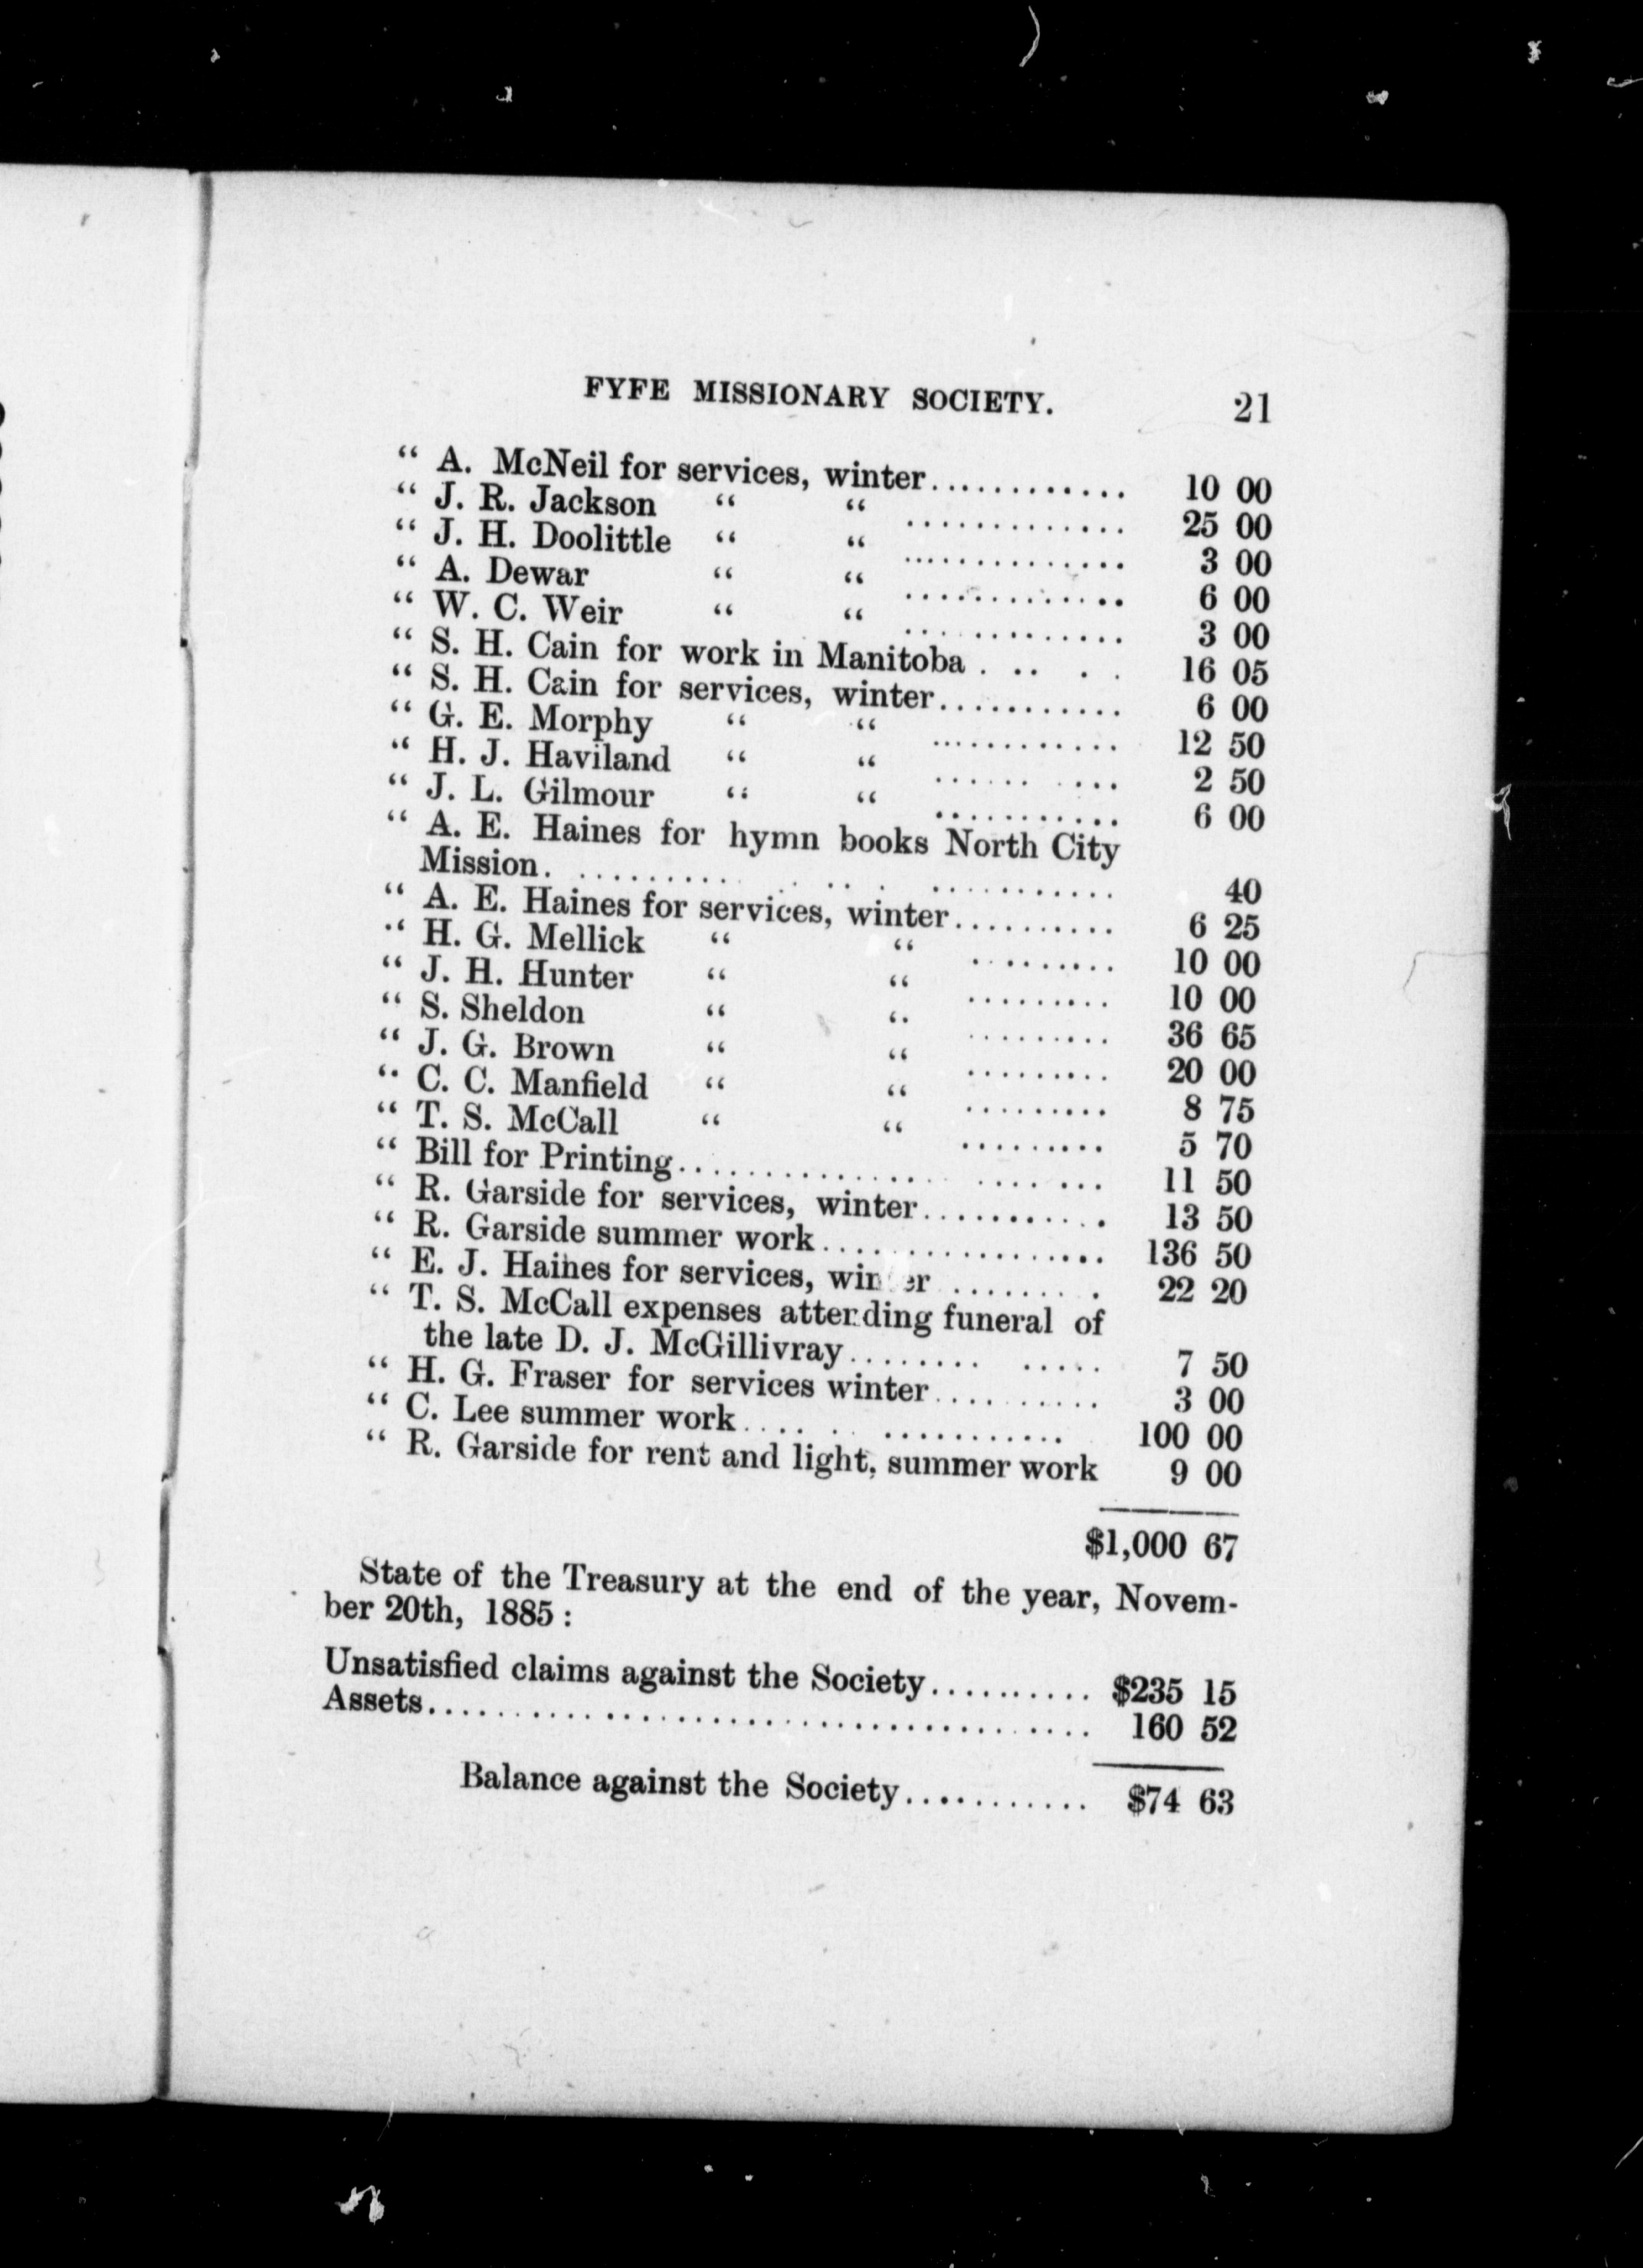 FYFE MISSIONARY SOCIETY. 21
“ A. McNeil for services, winter............ 10 00
“ J. R. Jackson “ “ ............. 25 00
“ J. H. Doolittle “ “ .............. 3 00
“ A. Dewar “ “ ............. 6 00
“ W. C. Weir “ “ ............. 3 00
“ S. H. Cain for work in Manitoba . .. . . 16 05
“ S. H. Cain for services, winter........... 6 00
“ G. E. Morphy “ “ ............ 12 50
“ H. J. Haviland “ “ ...... ... 2 50
“ J. L. Gilmour “ “ ........... 6 00
“ A. E. Haines for hymn books North City
Mission. ......... . .. ........... 40
“ A. E. Haines for services, winter.......... 6 25
“ H. G. Mellick “ “ ......... 10 00
“ J. H. Hunter “ “ ......... 10 00
“ S. Sheldon “ “ ......... 36 65
“ J. G. Brown “ “ ......... 20 00
“ C. C. Manfield “ “ ......... 8 75
“ T. S. McCall “ “ ......... 5 70
“ Bill for Printing....................... 11 50
“ R. Garside for services, winter........... 13 50
“ R. Garside summer work................. 136 50
“ E. J. Haines for services, winter ......... 22 20
“ T. S. McCall expenses attending funeral of
the late D. J. McGillivray........ ..... 7 50
“ H. G. Fraser for services winter.......... 3 00
“ C. Lee summer work.... . ........... 100 00
“ R. Garside for rent and light, summer work 9 00
$1,000 67
State of the Treasury at the end of the year, Novem-
ber 20th, 1885 :
Unsatisfied claims against the Society.......... $235 15
Assets..................................... 160 52
Balance against the Society........... $74 63